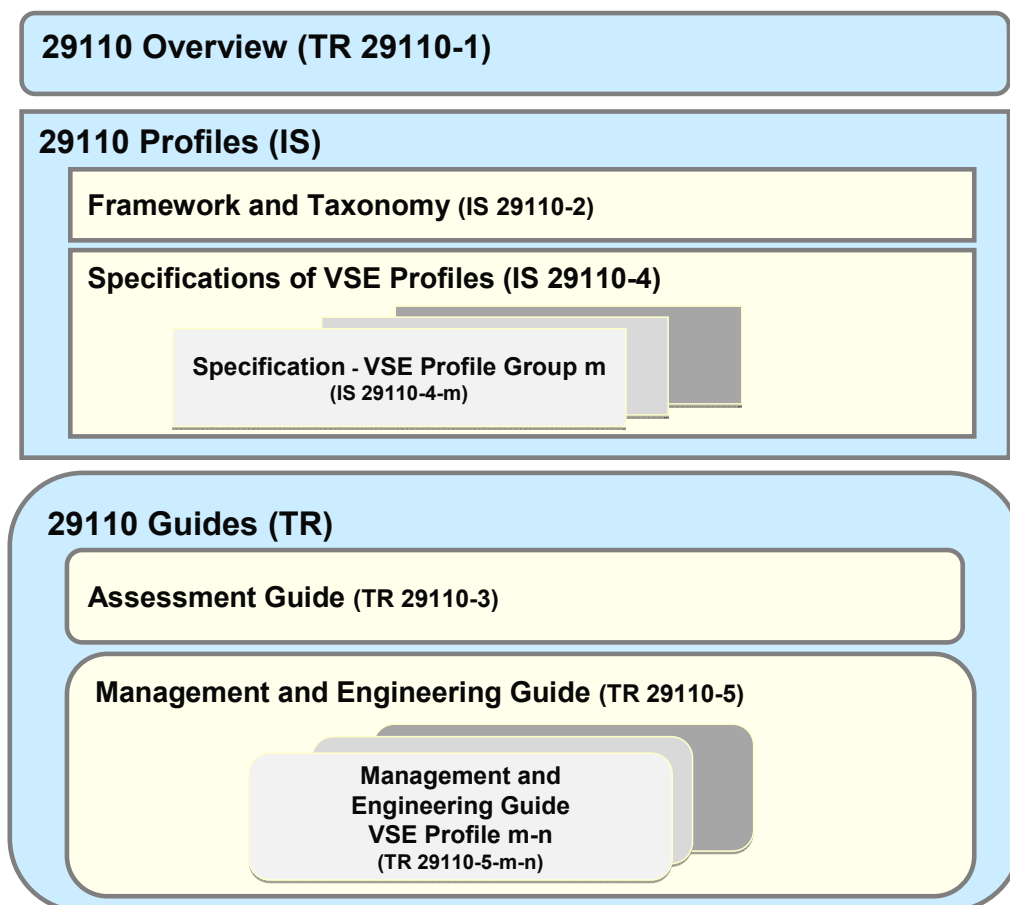 29110 Overview (TR 29110-1)
29110 Profiles (IS)
Framework and Taxonomy (IS 29110-2)
Specifications of VSE Profiles (IS 29110-4)
Specification - VSE Profile Group m
(IS 29110-4-m)
29110 Guides (TR)
Assessment Guide (TR 29110-3)
Management and Engineering Guide (TR 29110-5)
Management and
Engineering Guide
VSE Profile m-n
(TR 29110-5-m-n)